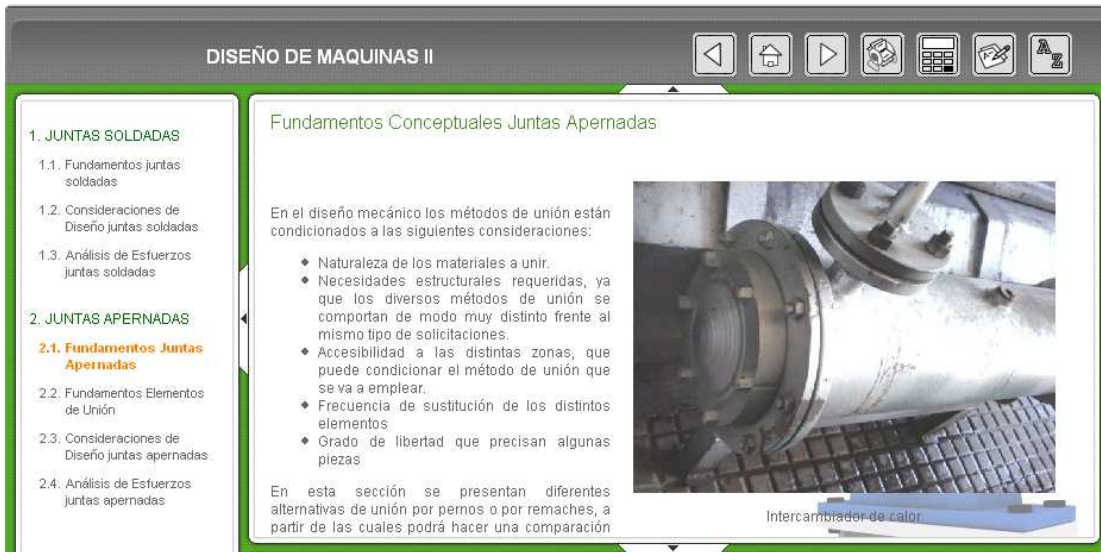 DISEÑO DE MAQUINAS II
A
Z
1. JUNTAS SOLDADAS
1.1. Fundamentos juntas
soldadas
1.2. Consideraciones de
Diseño juntas soldadas
1.3. Análisis de Esfuerzos
juntas soldadas
2. JUNTAS APERNADAS
2.1. Fundamentos Juntas
Apernadas
2.2. Fundamentos Elementos
de Unión
2.3. Consideraciones de
Diseño juntas apernadas
2.4. Análisis de Esfuerzos
juntas apernadas
Fundamentos Conceptuales Juntas Apernadas
En el diseño mecánico los métodos de unión están
condicionados a las siguientes consideraciones:
◆ Naturaleza de los materiales a unir.
◆ Necesidades estructurales requeridas, ya
que los diversos métodos de unión se
comportan de modo muy distinto frente al
mismo tipo de solicitaciones.
◆ Accesibilidad a las distintas zonas, que
puede condicionar el método de unión que
se va a emplear.
◆ Frecuencia de sustitución de los distintos
elementos
◆ Grado de libertad que precisan algunas
piezas
En esta sección se presentan diferentes
alternativas de unión por pernos o por remaches, a
partir de las cuales podrá hacer una comparación
Intercambiador de calor